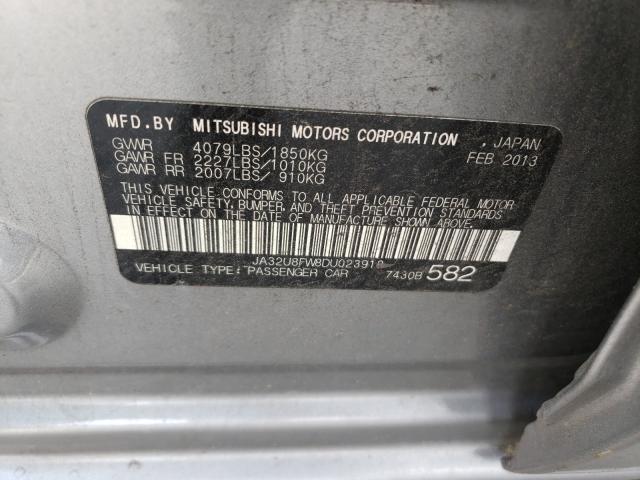 MFD.BY MITSUBISHI MOTORS CORPORATION , JAPAN
GVWR 4079LBS/1850KG FEB 2013
GAWR FR 2227LBS/1010KG
GAWR RR 2007LBS/ 910KG
THIS VEHICLE CONFORMS TO ALL APPLICABLE FEDERAL MOTOR
VEHICLE SAFETY,BUMPER,AND THEFT PREVENTION STANDARDS
IN EFFECT ON THE DATE OF MANUFACTURE SHOWN ABOVE.
VEHICLE TYPE: PASSENGER CAR 7430B 582